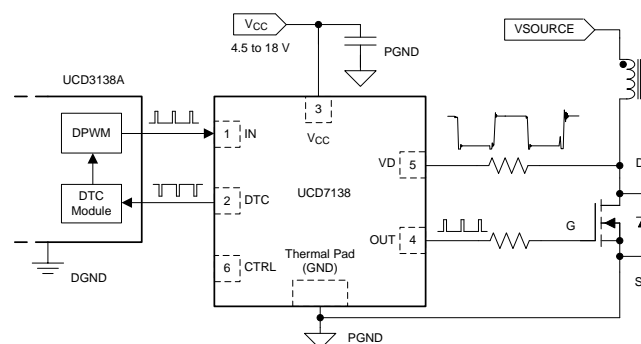 VCC
4.5 to 18 V
PGND
VSOURCE
UCD3138A
DPWM
1 IN
3
VCC
VD 5
D
DTC
Module
2 DTC
UCD7138
OUT 4
G
6 CTRL
Thermal Pad
(GND)
DGND
S
PGND